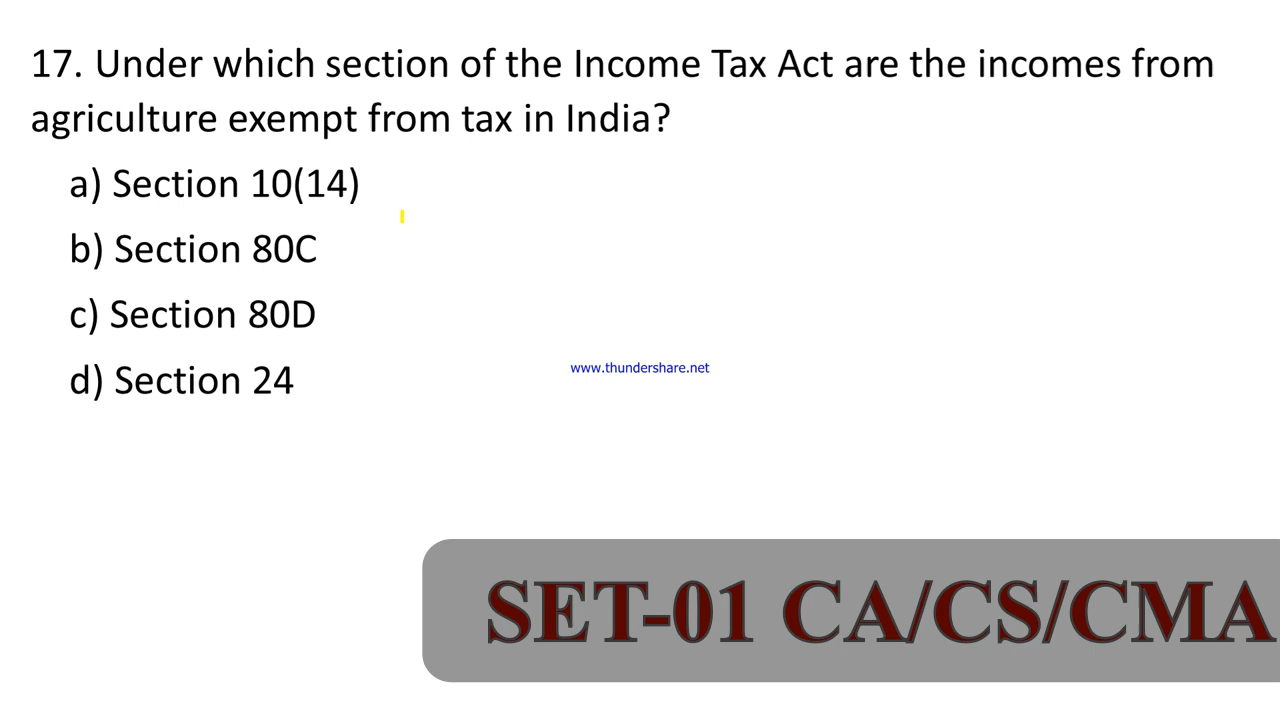 17. Under which section of the Income Tax Act are the incomes from
agriculture exempt from tax in India?
a) Section 10(14)
b) Section 80C
c) Section 80D
d) Section 24
www.thundershare.net
SET-01 CA/CS/CMA